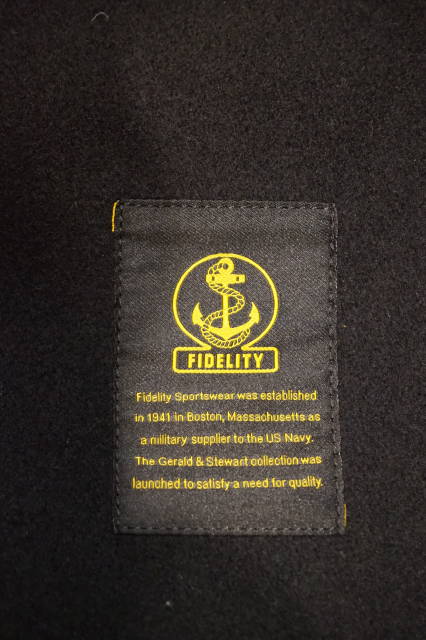 FIDELITY
Fidelity Sportswear was established
in 1941 in Boston, Massachusetts as
a military supplier to the US Navy.
The Gerald & Stewart collection was
launched to satisfy a need for quality.